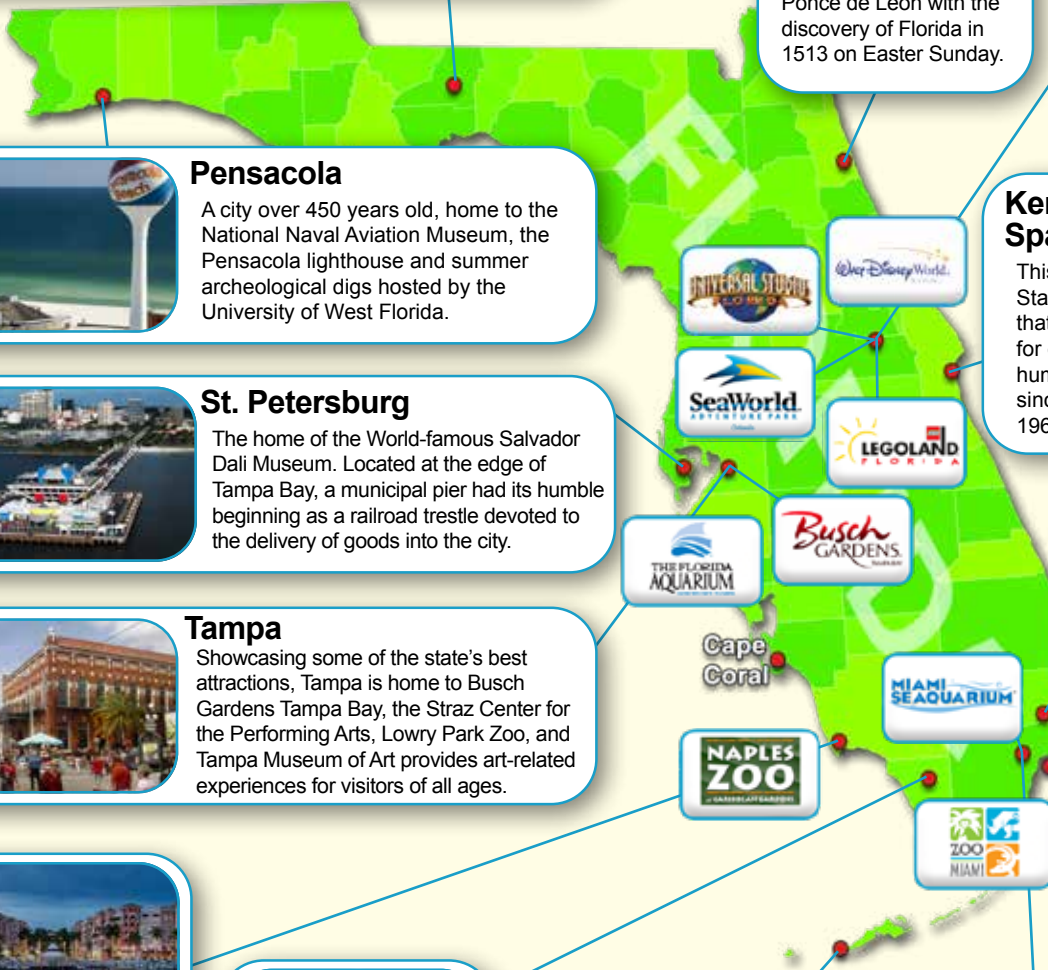 Ponce de Leon with the
discovery of Florida in
1513 on Easter Sunday.
Pensacola
A city over 450 years old, home to the
National Naval Aviation Museum, the
Pensacola lighthouse and summer
archeological digs hosted by the
University of West Florida.
UNIVERSAL STUDIOS
FLORIDA
Walt Disney World
SeaWorld
ADVENTURE PARK
Orlando
LEGOLAND
FLORIDA
St. Petersburg
The home of the World-famous Salvador
Dali Museum. Located at the edge of
Tampa Bay, a municipal pier had its humble
beginning as a railroad trestle devoted to
the delivery of goods into the city.
THE FLORIDA
AQUARIUM
Busch
GARDENS
Tampa
Showcasing some of the state's best
attractions, Tampa is home to Busch
Gardens Tampa Bay, the Straz Center for
the Performing Arts, Lowry Park Zoo, and
Tampa Museum of Art provides art-related
experiences for visitors of all ages.
Cape
Coral
MIAMI
SEAQUARIUM
NAPLES
ZOO
ZOO
MIAMI